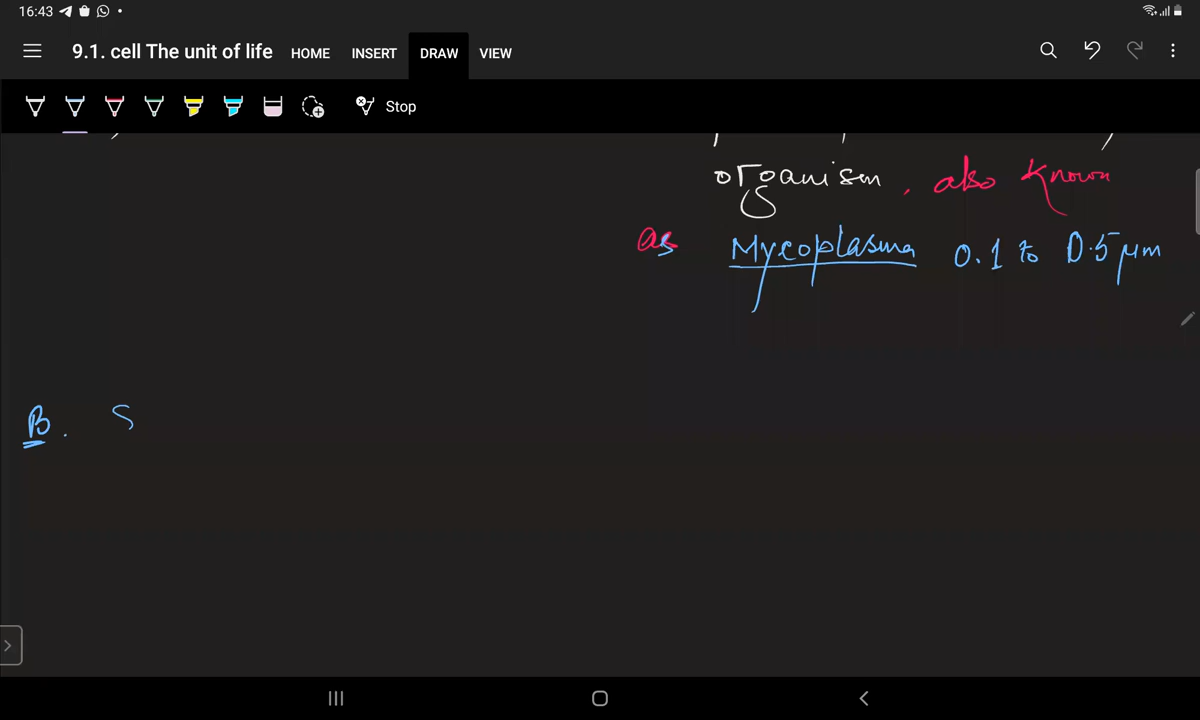 16:43
9.1. cell The unit of life HOME INSERT DRAW VIEW
Stop
organism, also known
as Mycoplasma 0.1 to 0.5 μm
B. S